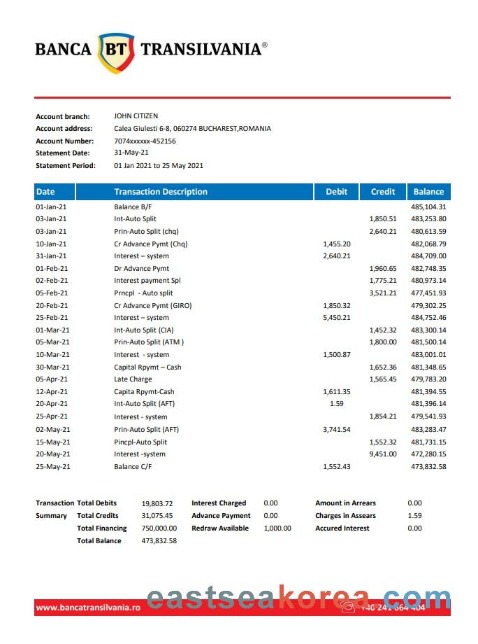 BANCA BT TRANSILVANIA®
Account branch: JOHN CITIZEN
Account address: Calea Giulesti 6-8, 060274 BUCHAREST,ROMANIA
Account Number: 7074xxxxxx-452156
Statement Date: 31-May-21
Statement Period: 01 Jan 2021 to 25 May 2021
Date Transaction Description Debit Credit Balance
01-Jan-21 Balance B/F 485,104.31
03-Jan-21 Int-Auto Split 1,850.51 483,253.80
03-Jan-21 Prin-Auto Split (chq) 2,640.21 480,613.59
10-Jan-21 Cr Advance Pymt (Chq) 1,455.20 482,068.79
31-Jan-21 Interest – system 2,640.21 484,709.00
01-Feb-21 Dr Advance Pymt 1,960.65 482,748.35
02-Feb-21 Interest payment Spl 1,775.21 480,973.14
05-Feb-21 Prncpl - Auto split 3,521.21 477,451.93
20-Feb-21 Cr Advance Pymt (GIRO) 1,850.32 479,302.25
25-Feb-21 Interest – system 5,450.21 484,752.46
01-Mar-21 Int-Auto Split (CIA) 1,452.32 483,300.14
05-Mar-21 Prin-Auto Split (ATM ) 1,800.00 481,500.14
10-Mar-21 Interest - system 1,500.87 483,001.01
30-Mar-21 Capital Rpymt – Cash 1,652.36 481,348.65
05-Apr-21 Late Charge 1,565.45 479,783.20
12-Apr-21 Capita Rpymt-Cash 1,611.35 481,394.55
20-Apr-21 Int-Auto Split (AFT) 1.59 481,396.14
25-Apr-21 Interest - system 1,854.21 479,541.93
02-May-21 Prin-Auto Split (AFT) 3,741.54 483,283.47
15-May-21 Pincpl-Auto Split 1,552.32 481,731.15
20-May-21 Interest -system 9,451.00 472,280.15
25-May-21 Balance C/F 1,552.43 473,832.58
Transaction Total Debits 19,803.72 Interest Charged 0.00 Amount in Arrears 0.00
Summary Total Credits 31,075.45 Advance Payment 0.00 Charges in Assears 1.59
Total Financing 750,000.00 Redraw Available 1,000.00 Accured Interest 0.00
Total Balance 473,832.58
eastseakorea.com
www.bancatransilvania.ro +40 241 664 404